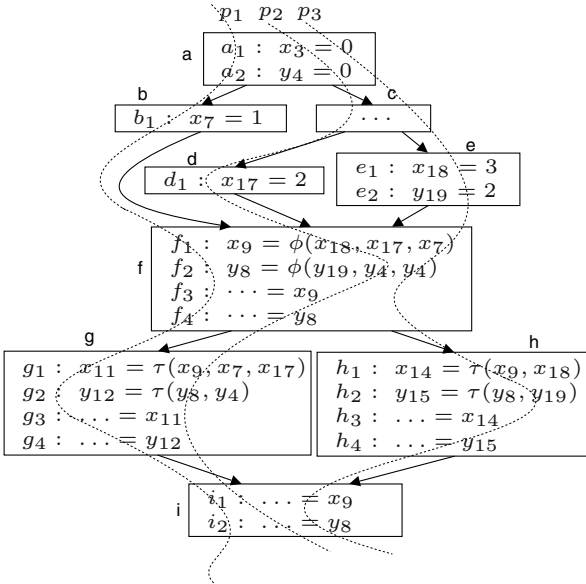 p₁ p₂ p₃
a
a₁ : x₃ = 0
a₂ : y₄ = 0
b
b₁ : x₇ = 1
c
· · ·
d
d₁ : x₁₇ = 2
e
e₁ : x₁₈ = 3
e₂ : y₁₉ = 2
f
f₁ : x₉ = ϕ(x₁₈, x₁₇, x₇)
f₂ : y₈ = ϕ(y₁₉, y₄, y₄)
f₃ : · · · = x₉
f₄ : · · · = y₈
g
g₁ : x₁₁ = τ(x₉, x₇, x₁₇)
g₂ : y₁₂ = τ(y₈, y₄)
g₃ : . . . = x₁₁
g₄ : . . . = y₁₂
h
h₁ : x₁₄ = τ(x₉, x₁₈)
h₂ : y₁₅ = τ(y₈, y₁₉)
h₃ : . . . = x₁₄
h₄ : . . . = y₁₅
i
i₁ : . . . = x₉
i₂ : . . . = y₈